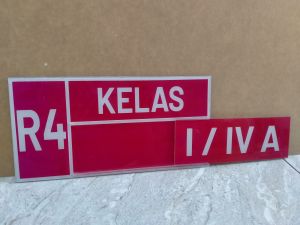 R4
KELAS
I / IV A